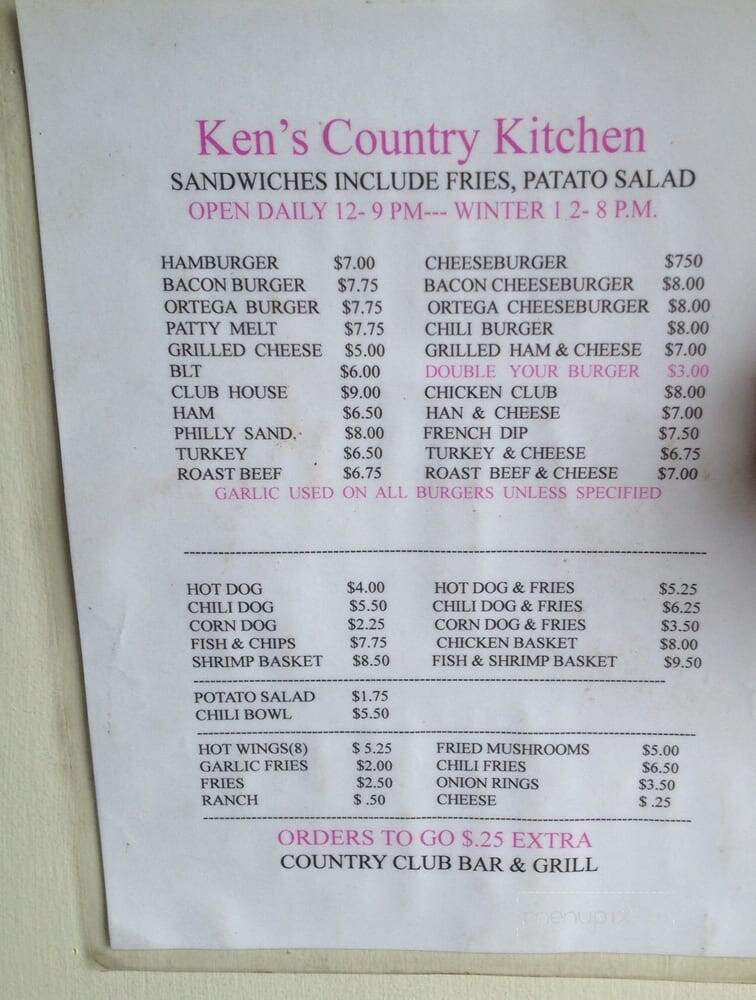 Ken's Country Kitchen
SANDWICHES INCLUDE FRIES, PATATO SALAD
OPEN DAILY 12- 9 PM--- WINTER 1 2- 8 P.M.
HAMBURGER $7.00 CHEESEBURGER $750
BACON BURGER $7.75 BACON CHEESEBURGER $8.00
ORTEGA BURGER $7.75 ORTEGA CHEESEBURGER $8.00
PATTY MELT $7.75 CHILI BURGER $8.00
GRILLED CHEESE $5.00 GRILLED HAM & CHEESE $7.00
BLT $6.00 DOUBLE YOUR BURGER $3.00
CLUB HOUSE $9.00 CHICKEN CLUB $8.00
HAM $6.50 HAN & CHEESE $7.00
PHILLY SAND. $8.00 FRENCH DIP $7.50
TURKEY $6.50 TURKEY & CHEESE $6.75
ROAST BEEF $6.75 ROAST BEEF & CHEESE $7.00
GARLIC USED ON ALL BURGERS UNLESS SPECIFIED
HOT DOG $4.00 HOT DOG & FRIES $5.25
CHILI DOG $5.50 CHILI DOG & FRIES $6.25
CORN DOG $2.25 CORN DOG & FRIES $3.50
FISH & CHIPS $7.75 CHICKEN BASKET $8.00
SHRIMP BASKET $8.50 FISH & SHRIMP BASKET $9.50
POTATO SALAD $1.75
CHILI BOWL $5.50
HOT WINGS(8) $ 5.25 FRIED MUSHROOMS $5.00
GARLIC FRIES $2.00 CHILI FRIES $6.50
FRIES $2.50 ONION RINGS $3.50
RANCH $ .50 CHEESE $ .25
ORDERS TO GO $.25 EXTRA
COUNTRY CLUB BAR & GRILL